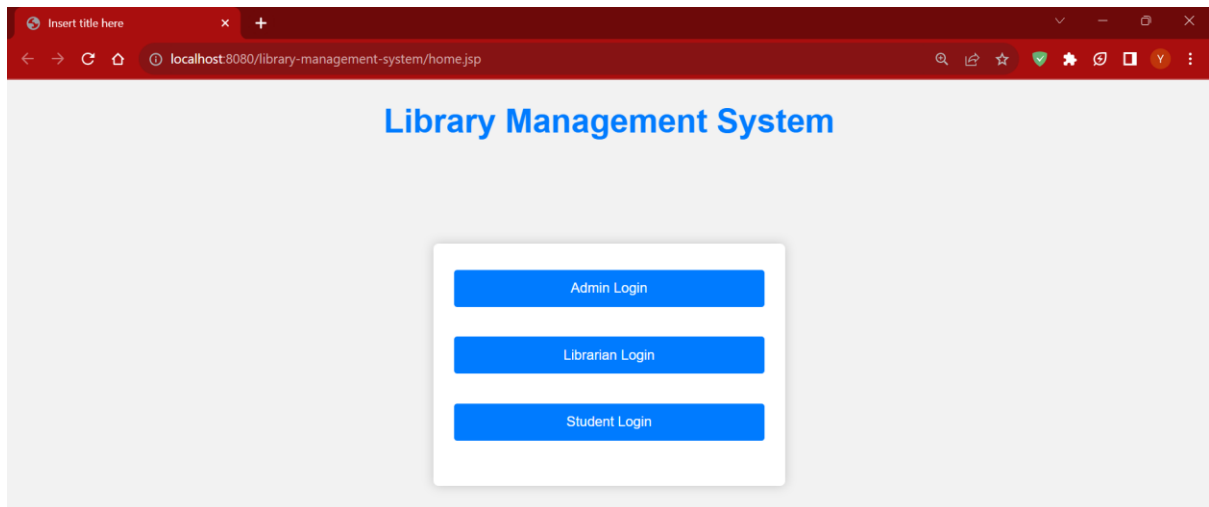 Insert title here
localhost:8080/library-management-system/home.jsp
Y
Library Management System
Admin Login
Librarian Login
Student Login